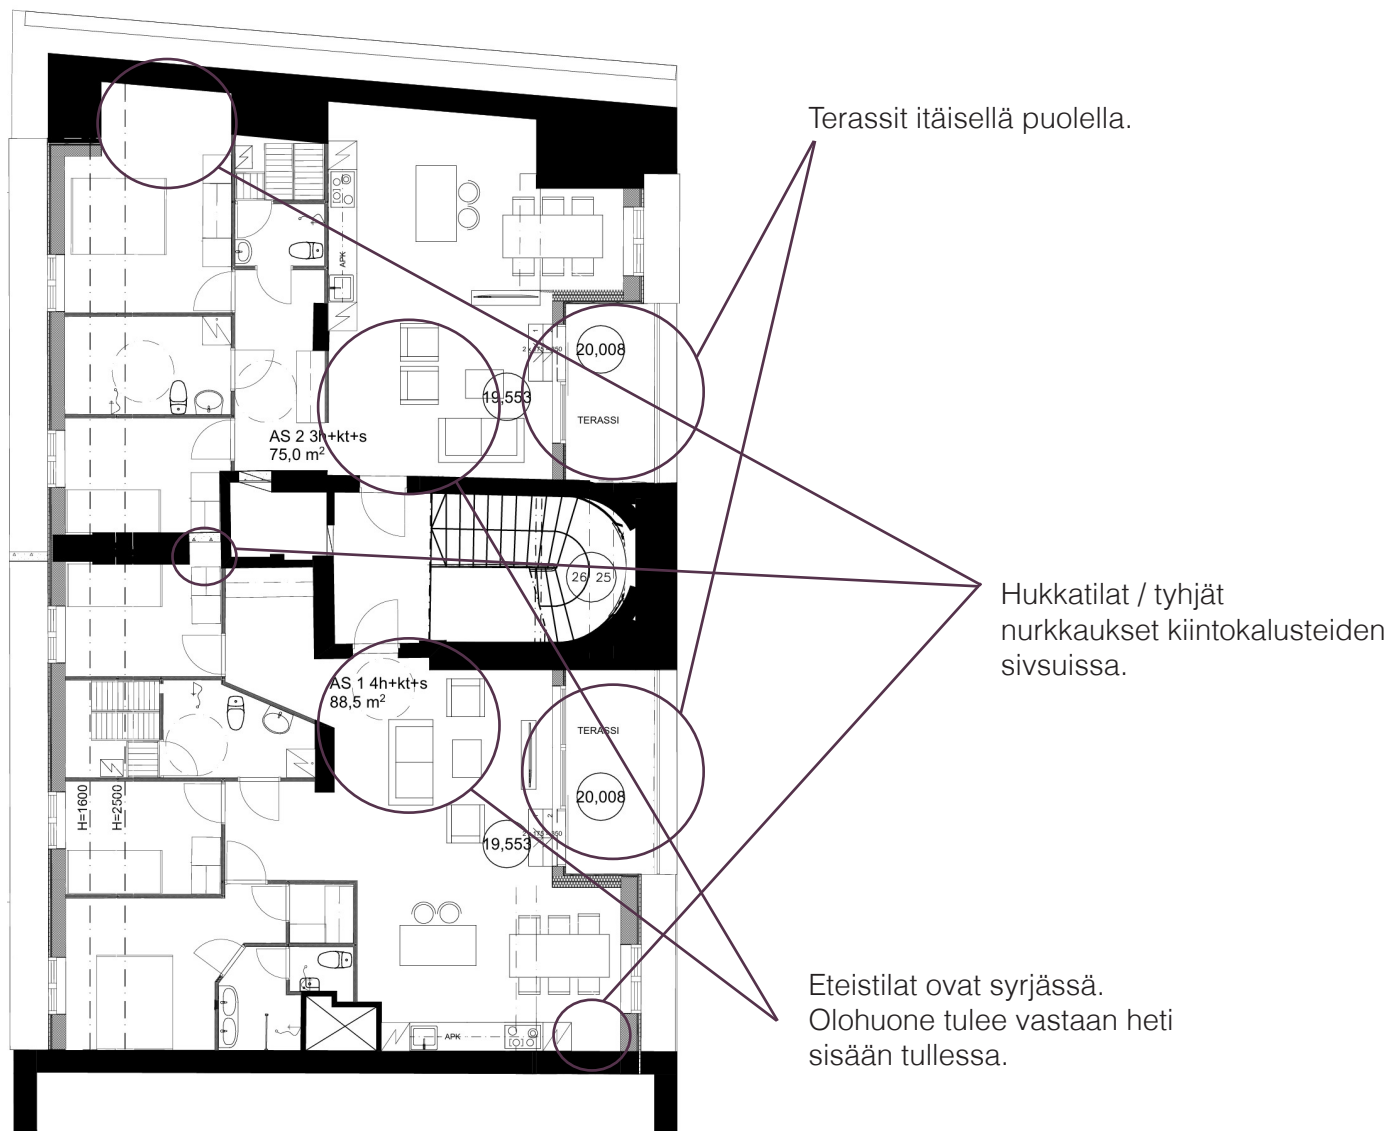 Terassit itäisellä puolella.
APK
20,008
19,553
TERASSI
AS 2 3h+kt+s
75,0 m²
26 25
Hukkatilat / tyhjät
nurkkaukset kiintokalusteiden
sivsuissa.
AS 1 4h+kt+s
88,5 m²
TERASSI
H=1600
H=2500
20,008
19,553
APK
Eteistilat ovat syrjässä.
Olohuone tulee vastaan heti
sisään tullessa.